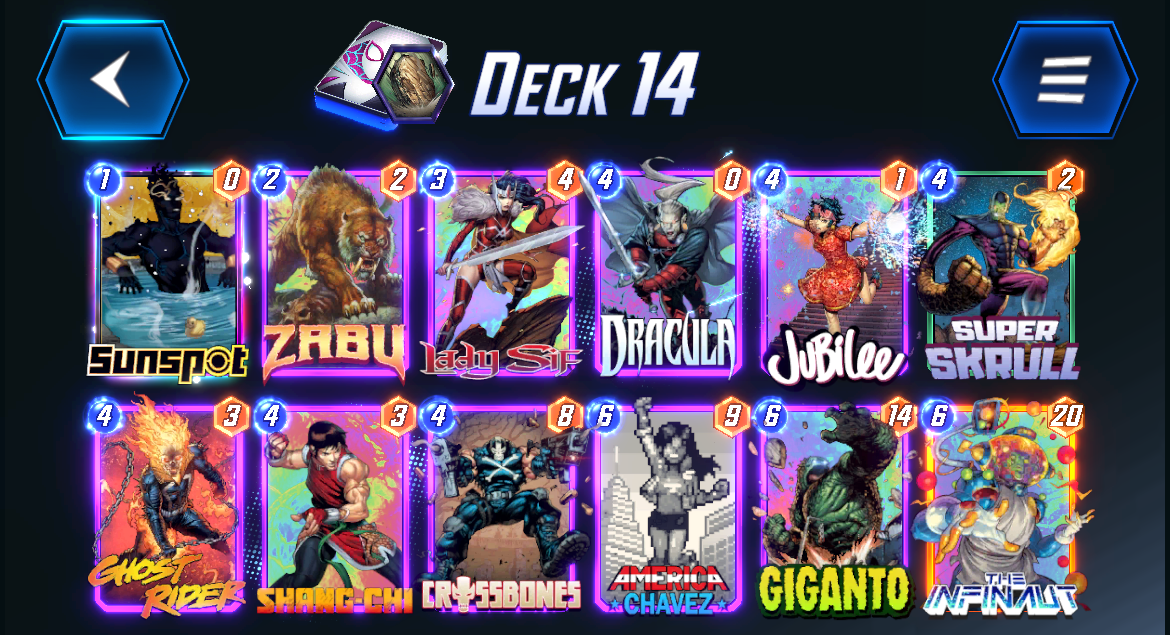 DECK 14
1 0 2 2 3 4 4 0 4 1 4 2
SUNSPOT ZABU LADY SIF DRACULA JUBILEE SUPER SKRULL
4 3 4 3 4 8 6 9 6 14 6 20
GHOST RIDER SHANG-CHI CROSSBONES AMERICA CHAVEZ GIGANTO THE INFINAUT